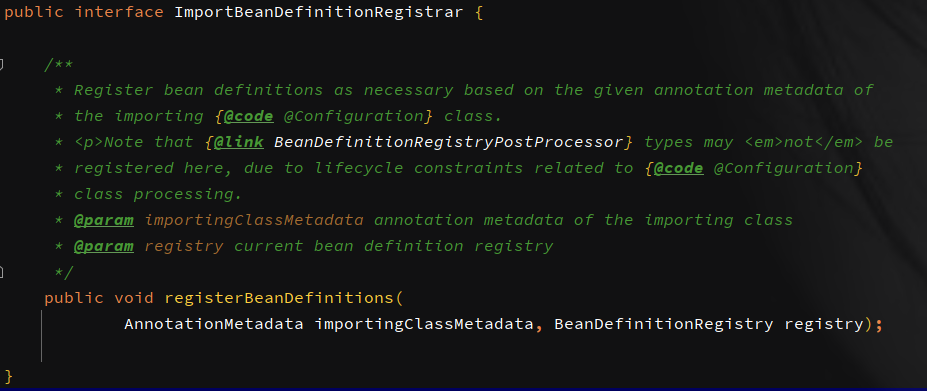 public interface ImportBeanDefinitionRegistrar {
/**
* Register bean definitions as necessary based on the given annotation metadata of
* the importing {@code @Configuration} class.
* <p>Note that {@link BeanDefinitionRegistryPostProcessor} types may <em>not</em> be
* registered here, due to lifecycle constraints related to {@code @Configuration}
* class processing.
* @param importingClassMetadata annotation metadata of the importing class
* @param registry current bean definition registry
*/
public void registerBeanDefinitions(
AnnotationMetadata importingClassMetadata, BeanDefinitionRegistry registry);
}